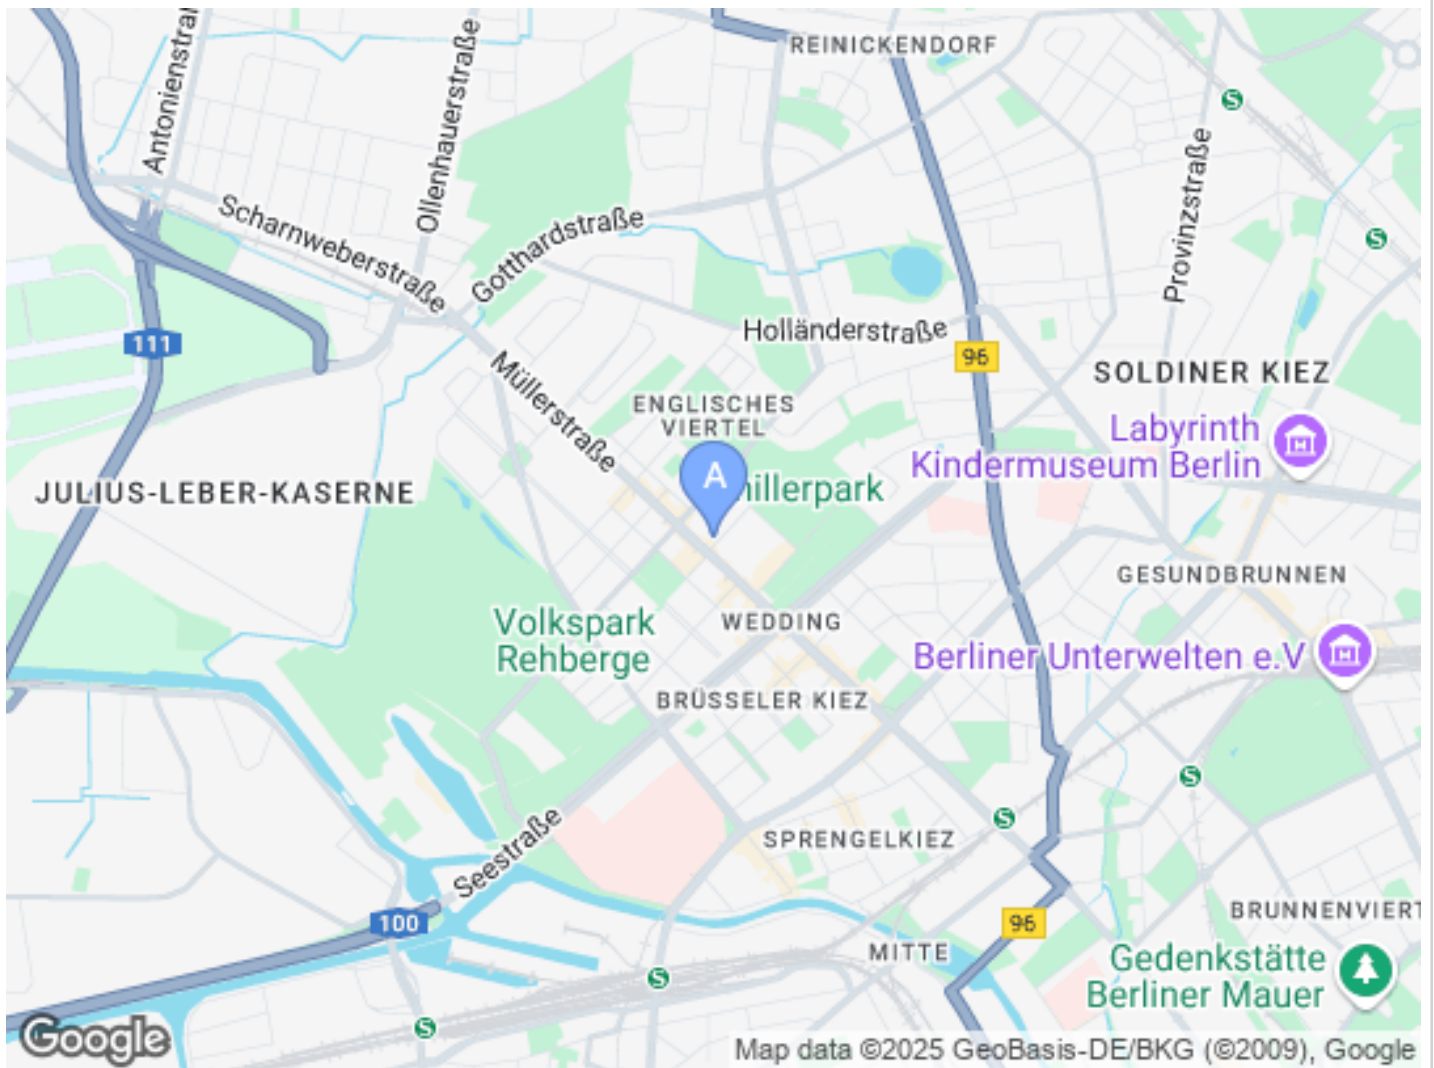 REINICKENDORF
Antonienstraß
Ollenhauerstraße
Provinzstraße
Scharnweberstraße
Gotthardstraße
Holländerstraße
111
96
Müllerstraße
SOLDINER KIEZ
ENGLISCHES
VIERTEL
Labyrinth
Kindermuseum Berlin
A
hillerpark
JULIUS-LEBER-KASERNE
GESUNDBRUNNEN
Volkspark
Rehberge
WEDDING
Berliner Unterwelten e.V
BRÜSSELER KIEZ
S
S
S
S
S
S
SPRENGELKIEZ
Seestraße
100
96
BRUNNENVIERT
MITTE
Gedenkstätte
Berliner Mauer
Google
Map data ©2025 GeoBasis-DE/BKG (©2009), Google